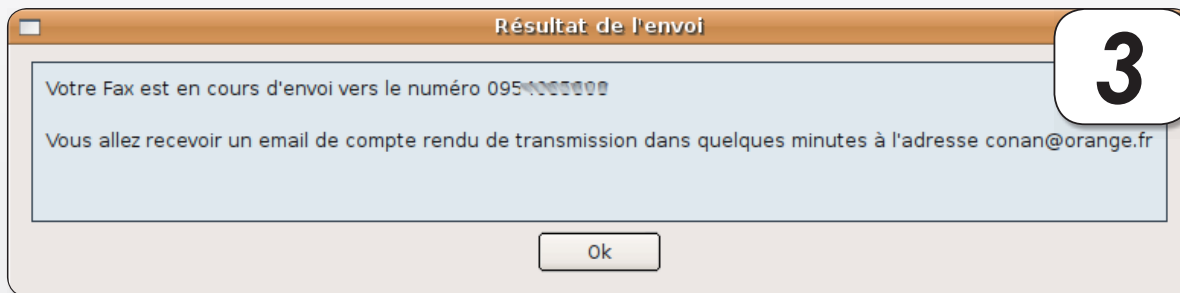 Résultat de l'envoi
3
Votre Fax est en cours d'envoi vers le numéro
Vous allez recevoir un email de compte rendu de transmission dans quelques minutes à l'adresse conan@orange.fr
Ok